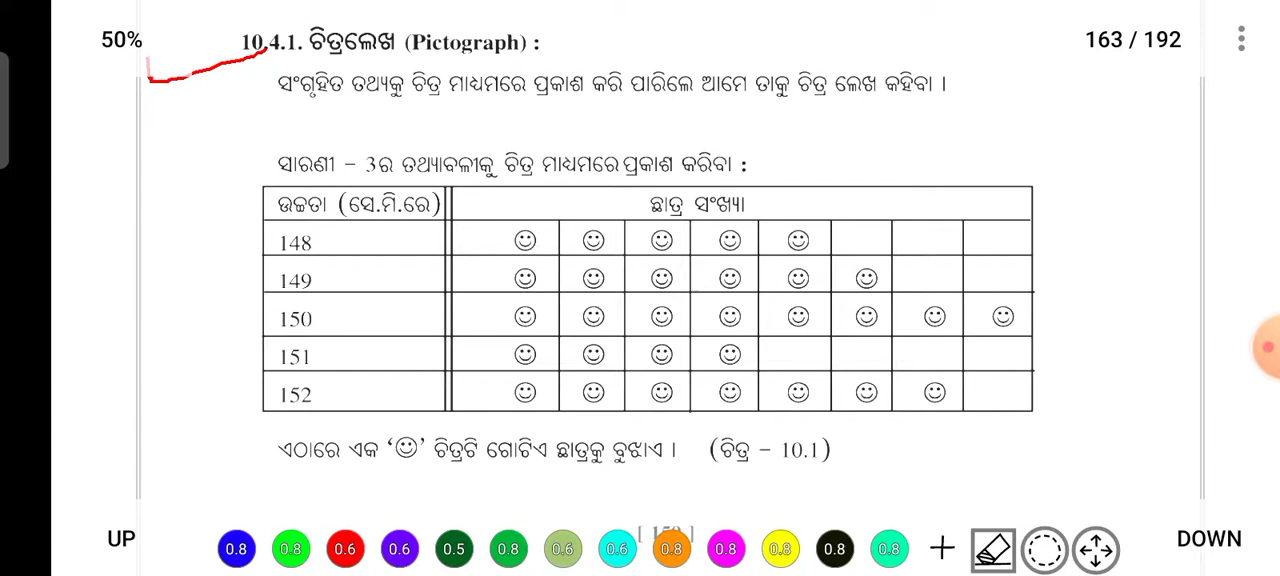 50%
10.4.1. ଚିତ୍ରଲେଖ (Pictograph) :
163 / 192
ସଂଗୃହିତ ତଥ୍ୟକୁ ଚିତ୍ର ମାଧ୍ୟମରେ ପ୍ରକାଶ କରି ପାରିଲେ ଆମେ ତାକୁ ଚିତ୍ର ଲେଖ କହିବା ।
ସାରଣୀ – 3ର ତଥ୍ୟାବଳୀକୁ ଚିତ୍ର ମାଧ୍ୟମରେ ପ୍ରକାଶ କରିବା :
ଉଚ୍ଚତା (ସେ.ମି.ରେ) ଛାତ୍ର ସଂଖ୍ୟା
148 ☺ ☺ ☺ ☺ ☺
149 ☺ ☺ ☺ ☺ ☺ ☺
150 ☺ ☺ ☺ ☺ ☺ ☺ ☺ ☺
151 ☺ ☺ ☺ ☺
152 ☺ ☺ ☺ ☺ ☺ ☺ ☺
ଏଠାରେ ଏକ ‘☺’ ଚିତ୍ରଟି ଗୋଟିଏ ଛାତ୍ରକୁ ବୁଝାଏ । (ଚିତ୍ର – 10.1)
UP
0.8 0.8 0.6 0.6 0.5 0.8 0.6 0.6 0.8 0.8 0.8 0.8 0.8
DOWN